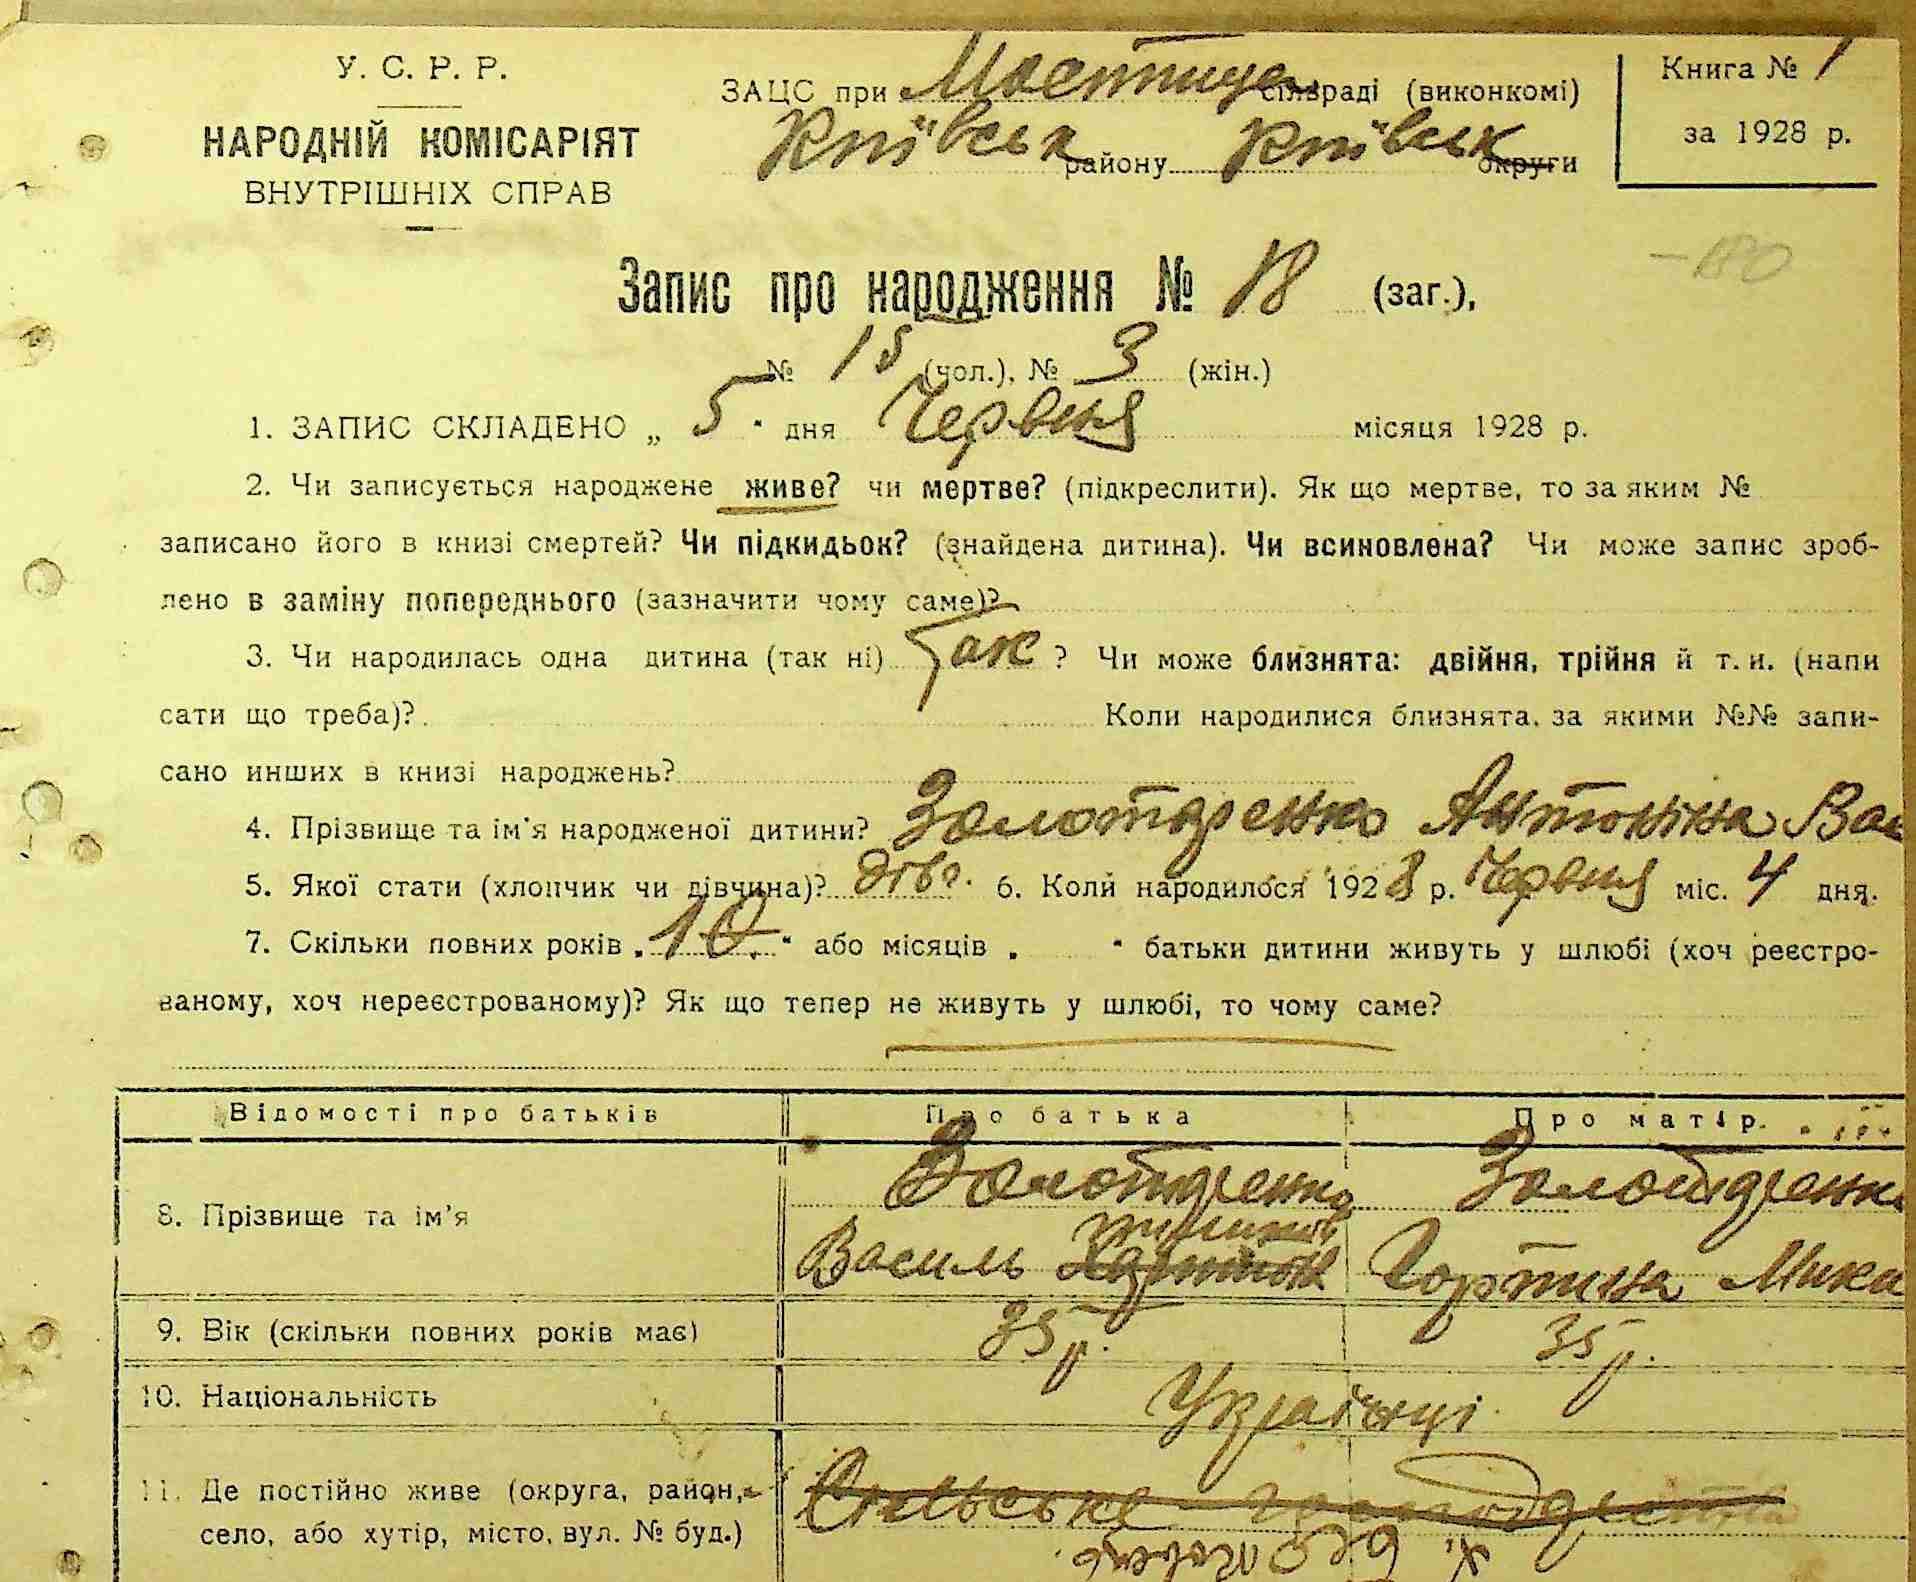 У. С. Р. Р.
НАРОДНІЙ КОМІСАРІЯТ
ВНУТРІШНІХ СПРАВ
ЗАЦС при Мостище сільраді (виконкомі)
Київськ району Київськ округи
Книга № 1
за 1928 р.
-180
Запис про народження № 18 (заг.),
№ 15 (чол.), № 3 (жін.)
1. ЗАПИС СКЛАДЕНО „ 5 " дня Червня місяця 1928 р.
2. Чи записується народжене живе? чи мертве? (підкреслити). Як що мертве, то за яким №
записано його в книзі смертей? Чи підкидьок? (знайдена дитина). Чи всиновлена? Чи може запис зроб-
лено в заміну попереднього (зазначити чому саме)?
3. Чи народилась одна дитина (так ні) Так ? Чи може близнята: двійня, трійня й т. и. (напи
сати що треба)? Коли народилися близнята, за якими №№ запи-
сано инших в книзі народжень?
4. Прізвище та ім'я народженої дитини? Золотаренко Антоніна Вас
5. Якої стати (хлопчик чи дівчина)? дівч. 6. Коли народилося 1928 р. Червня міс. 4 дня.
7. Скільки повних років „ 10. " або місяців „ " батьки дитини живуть у шлюбі (хоч реєстро-
ваному, хоч нереєстрованому)? Як що тепер не живуть у шлюбі, то чому саме?
Відомості про батьків Про батька Про матір.
8. Прізвище та ім'я Золотаренко Золотаренко
Василь Харитон Горпина Мика
9. Вік (скільки повних років має) 35 р. 35 р.
10. Національність Українці
11. Де постійно живе (округа, район, Сільське господарство
село, або хутір, місто, вул. № буд.) х.